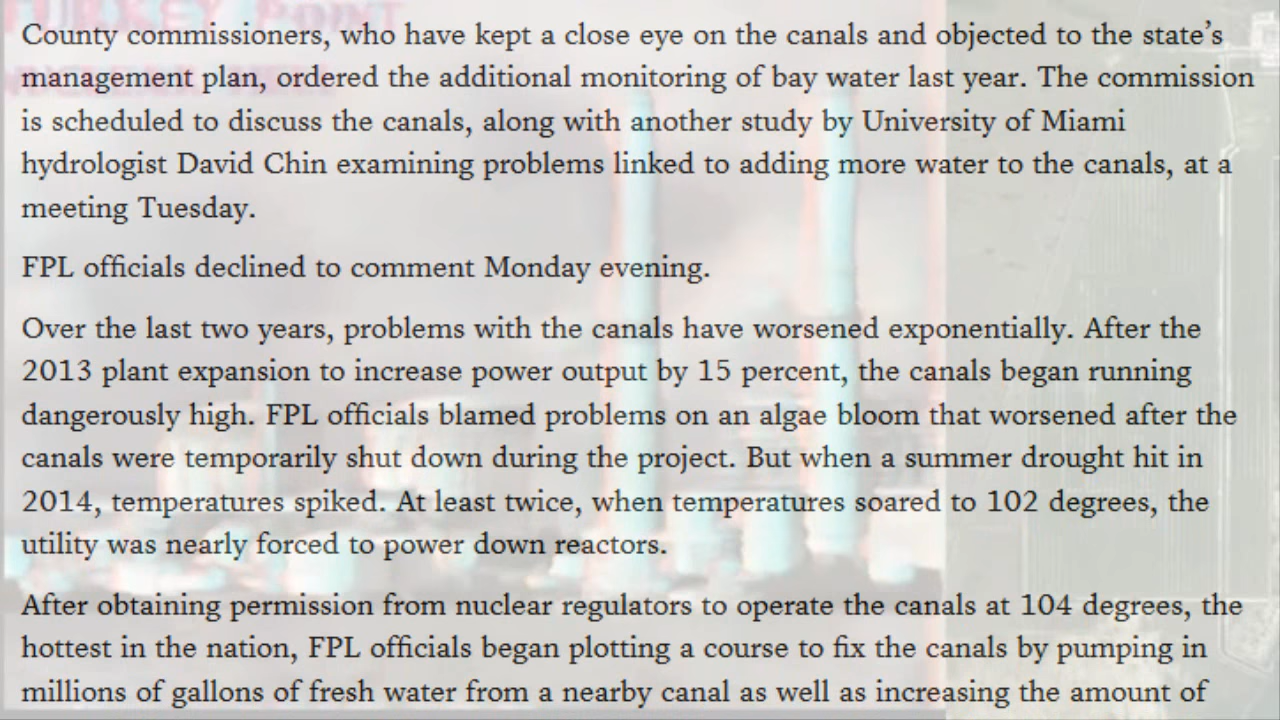 TURKEY POINT
County commissioners, who have kept a close eye on the canals and objected to the state’s
management plan, ordered the additional monitoring of bay water last year. The commission
is scheduled to discuss the canals, along with another study by University of Miami
hydrologist David Chin examining problems linked to adding more water to the canals, at a
meeting Tuesday.
FPL officials declined to comment Monday evening.
Over the last two years, problems with the canals have worsened exponentially. After the
2013 plant expansion to increase power output by 15 percent, the canals began running
dangerously high. FPL officials blamed problems on an algae bloom that worsened after the
canals were temporarily shut down during the project. But when a summer drought hit in
2014, temperatures spiked. At least twice, when temperatures soared to 102 degrees, the
utility was nearly forced to power down reactors.
After obtaining permission from nuclear regulators to operate the canals at 104 degrees, the
hottest in the nation, FPL officials began plotting a course to fix the canals by pumping in
millions of gallons of fresh water from a nearby canal as well as increasing the amount of